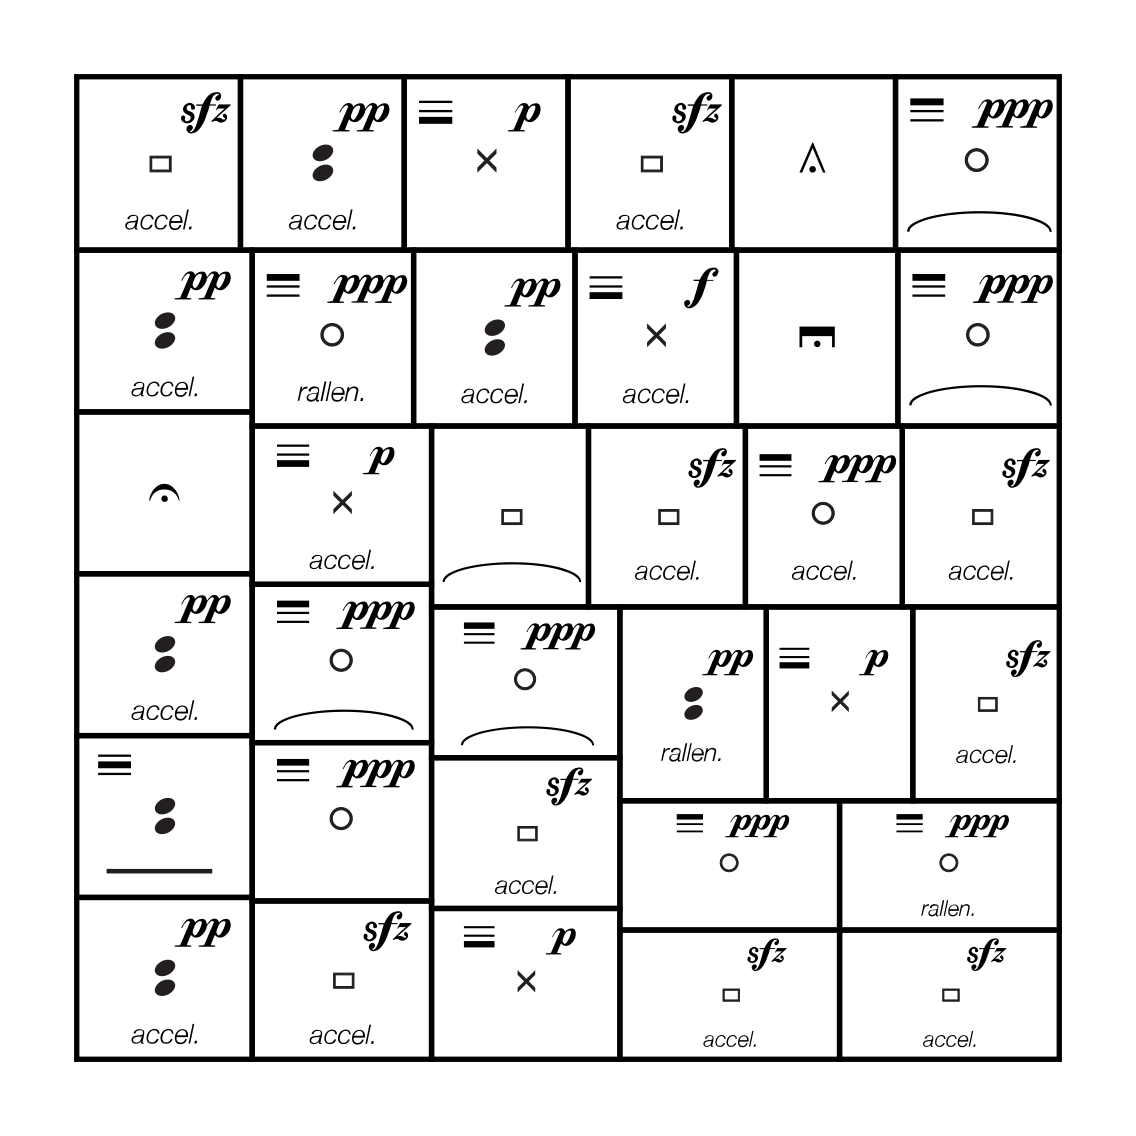 sfz pp p sfz ppp
accel. accel. accel.
pp ppp pp f ppp
accel. rallen. accel. accel.
p sfz ppp sfz
accel. accel. accel. accel.
pp ppp ppp pp p sfz
accel. rallen. accel.
ppp sfz ppp ppp
accel. rallen.
pp sfz p sfz sfz
accel. accel. accel. accel.